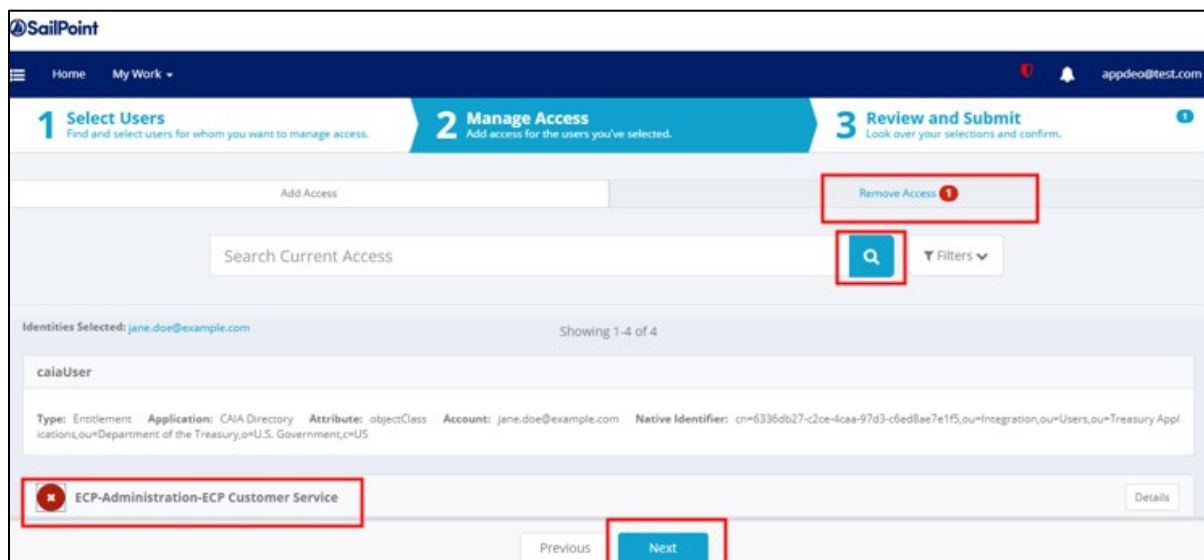 SailPoint
Home My Work appdeo@test.com
1 Select Users
Find and select users for whom you want to manage access.
2 Manage Access
Add access for the users you've selected.
3 Review and Submit
Look over your selections and confirm.
1
Add Access
Remove Access 1
Search Current Access
Filters
Identities Selected: jane.doe@example.com
Showing 1-4 of 4
caiaUser
Type: Entitlement Application: CAIA Directory Attribute: objectClass Account: jane.doe@example.com Native Identifier: cn=6336db27-c2ce-4caa-97d3-c6ed8ae7e1f5,ou=Integration,ou=Users,ou=Treasury Appl
ications,ou=Department of the Treasury,o=U.S. Government,c=US
ECP-Administration-ECP Customer Service
Details
Previous Next